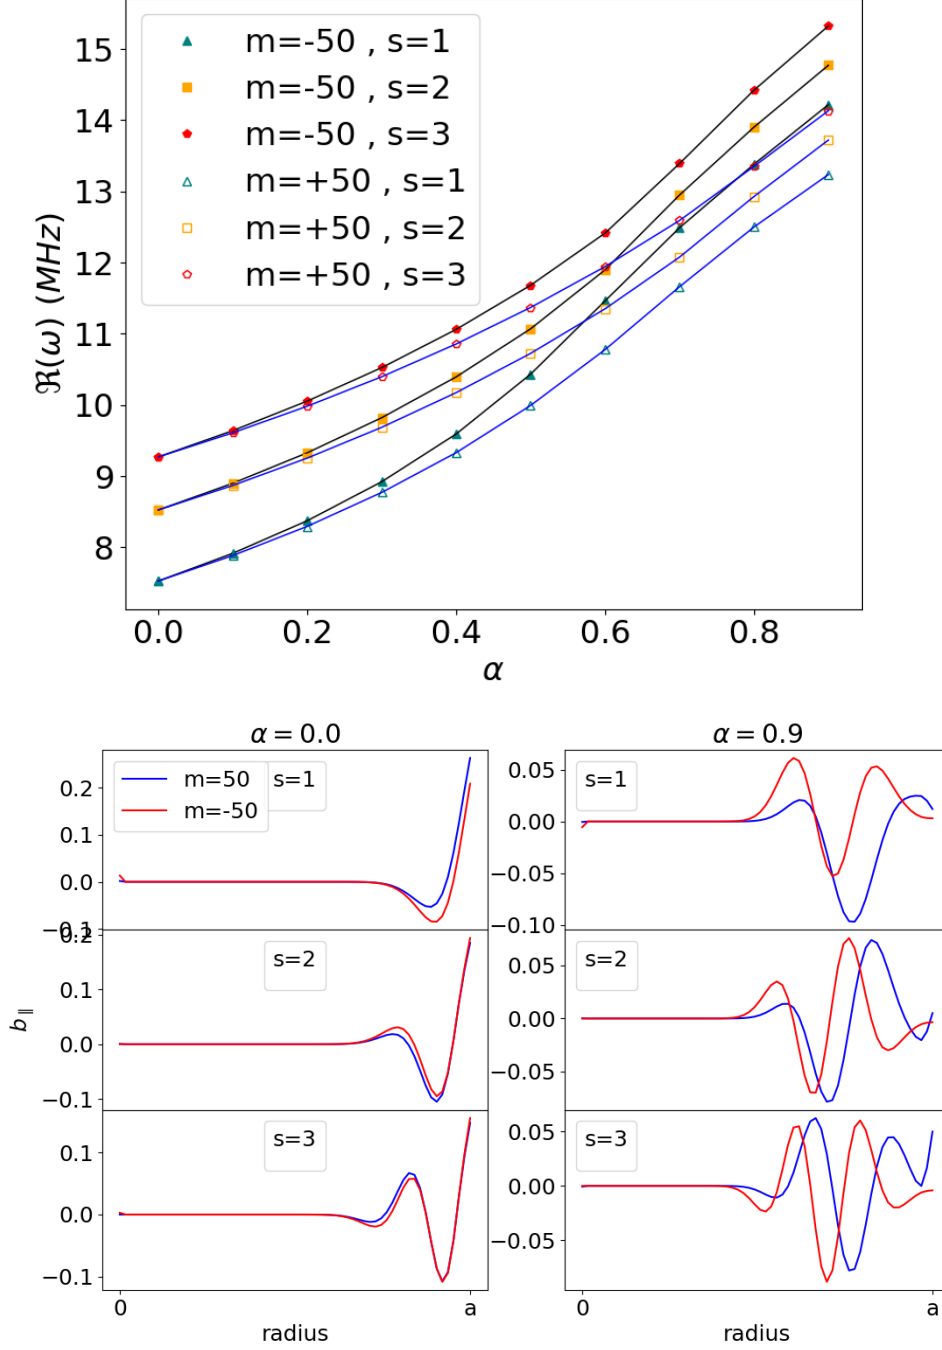 m=-50 , s=1
m=-50 , s=2
m=-50 , s=3
m=+50 , s=1
m=+50 , s=2
m=+50 , s=3
ℜ(ω) (MHz)
15
14
13
12
11
10
9
8
0.0 0.2 0.4 0.6 0.8
α
α = 0.0
m=50
m=-50
s=1
0.2
0.1
0.0
−0.1
s=2
0.2
0.1
0.0
−0.1
b∥
s=3
0.1
0.0
−0.1
0 a
radius
α = 0.9
s=1
0.05
0.00
−0.05
−0.10
s=2
0.05
0.00
−0.05
s=3
0.05
0.00
−0.05
0 a
radius